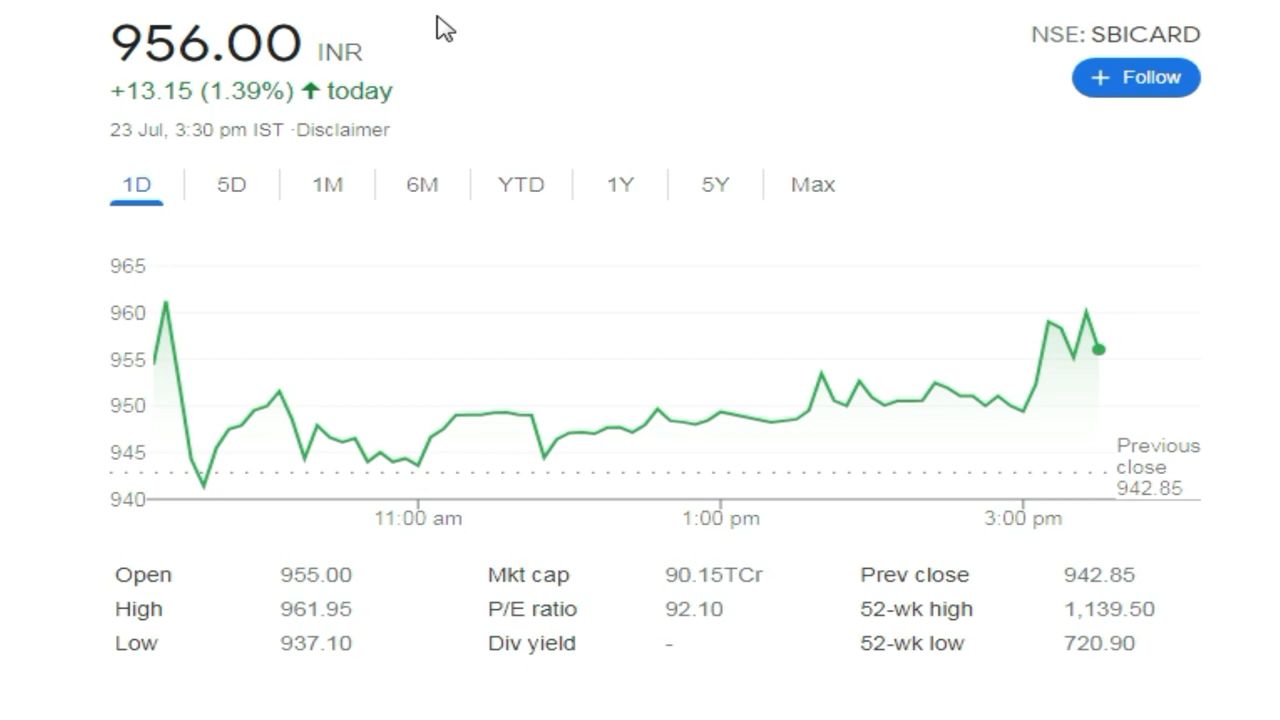 956.00 INR
+13.15 (1.39%) ↑ today
23 Jul, 3:30 pm IST ·Disclaimer
NSE: SBICARD
+ Follow
1D 5D 1M 6M YTD 1Y 5Y Max
965
960
955
950
945
940
Previous
close
942.85
11:00 am 1:00 pm 3:00 pm
Open 955.00 Mkt cap 90.15TCr Prev close 942.85
High 961.95 P/E ratio 92.10 52-wk high 1,139.50
Low 937.10 Div yield - 52-wk low 720.90